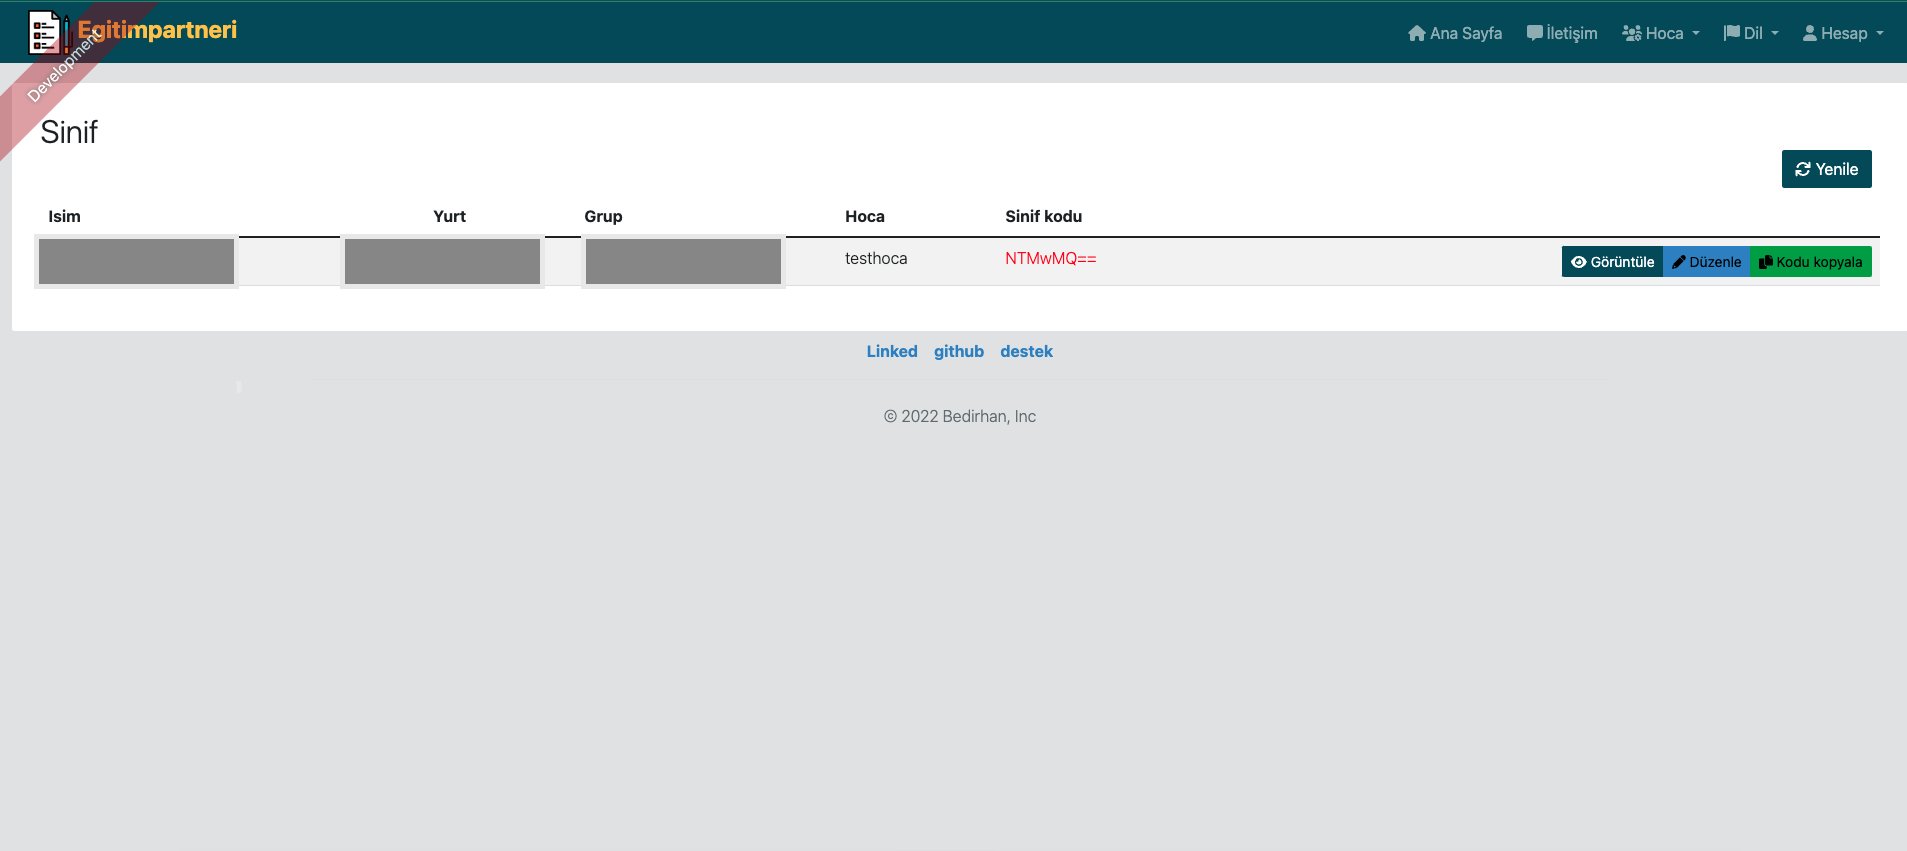 Egitimpartneri
Ana Sayfa İletişim Hoca Dil Hesap
Development
Sinif
Yenile
Isim Yurt Grup Hoca Sinif kodu
testhoca NTMwMQ== Görüntüle Düzenle Kodu kopyala
Linked github destek
© 2022 Bedirhan, Inc